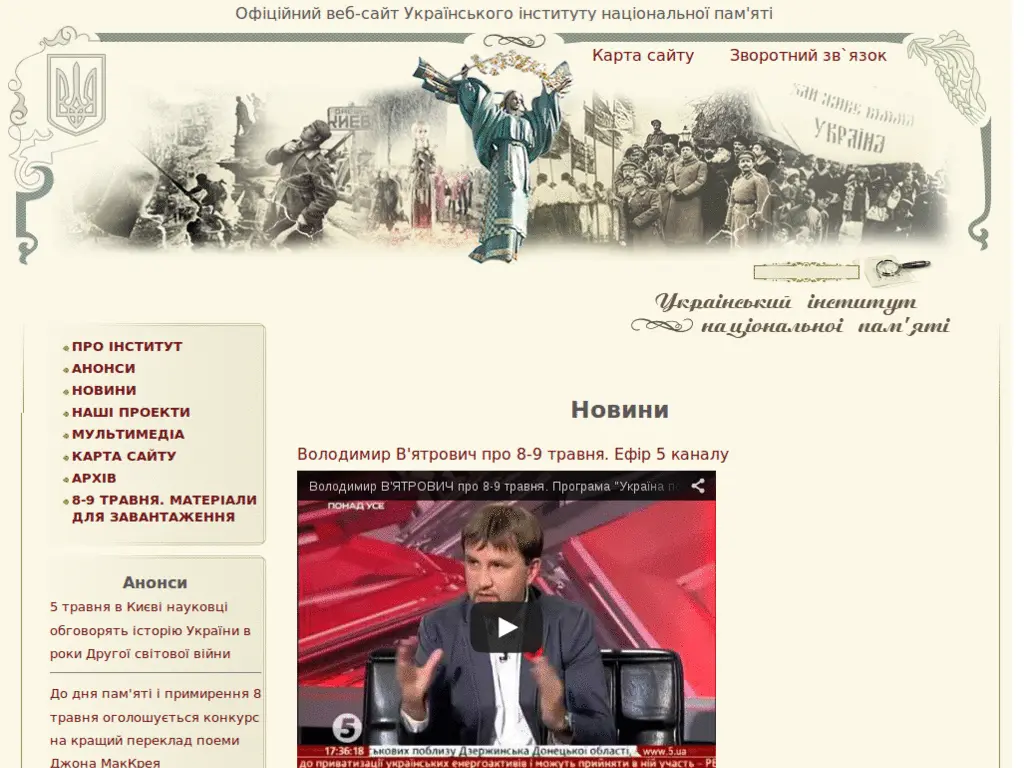 Офіційний веб-сайт Українського інституту національної пам'яті
Карта сайту
Зворотний зв`язок
КИЕВ
ХАЙ ЖИВЕ ВІЛЬНА
УКРАЇНА
Український інститут
національної пам'яті
ПРО ІНСТИТУТ
АНОНСИ
НОВИНИ
НАШІ ПРОЕКТИ
МУЛЬТИМЕДІА
КАРТА САЙТУ
АРХІВ
8-9 ТРАВНЯ. МАТЕРІАЛИ
ДЛЯ ЗАВАНТАЖЕННЯ
Анонси
5 травня в Києві науковці
обговорять історію України в
роки Другої світової війни
До дня пам'яті і примирення 8
травня оголошується конкурс
на кращий переклад поеми
Джона МакКрея
Новини
Володимир В'ятрович про 8-9 травня. Ефір 5 каналу
Володимир В'ЯТРОВИЧ про 8-9 травня. Програма "Україна по
ПОНАД УСЕ
5
17:36:18 ськових поблизу Дзержинська Донецької області, www.5.ua
до приватизації українських енергоактивів і можуть прийняти в ній участь – РЕ